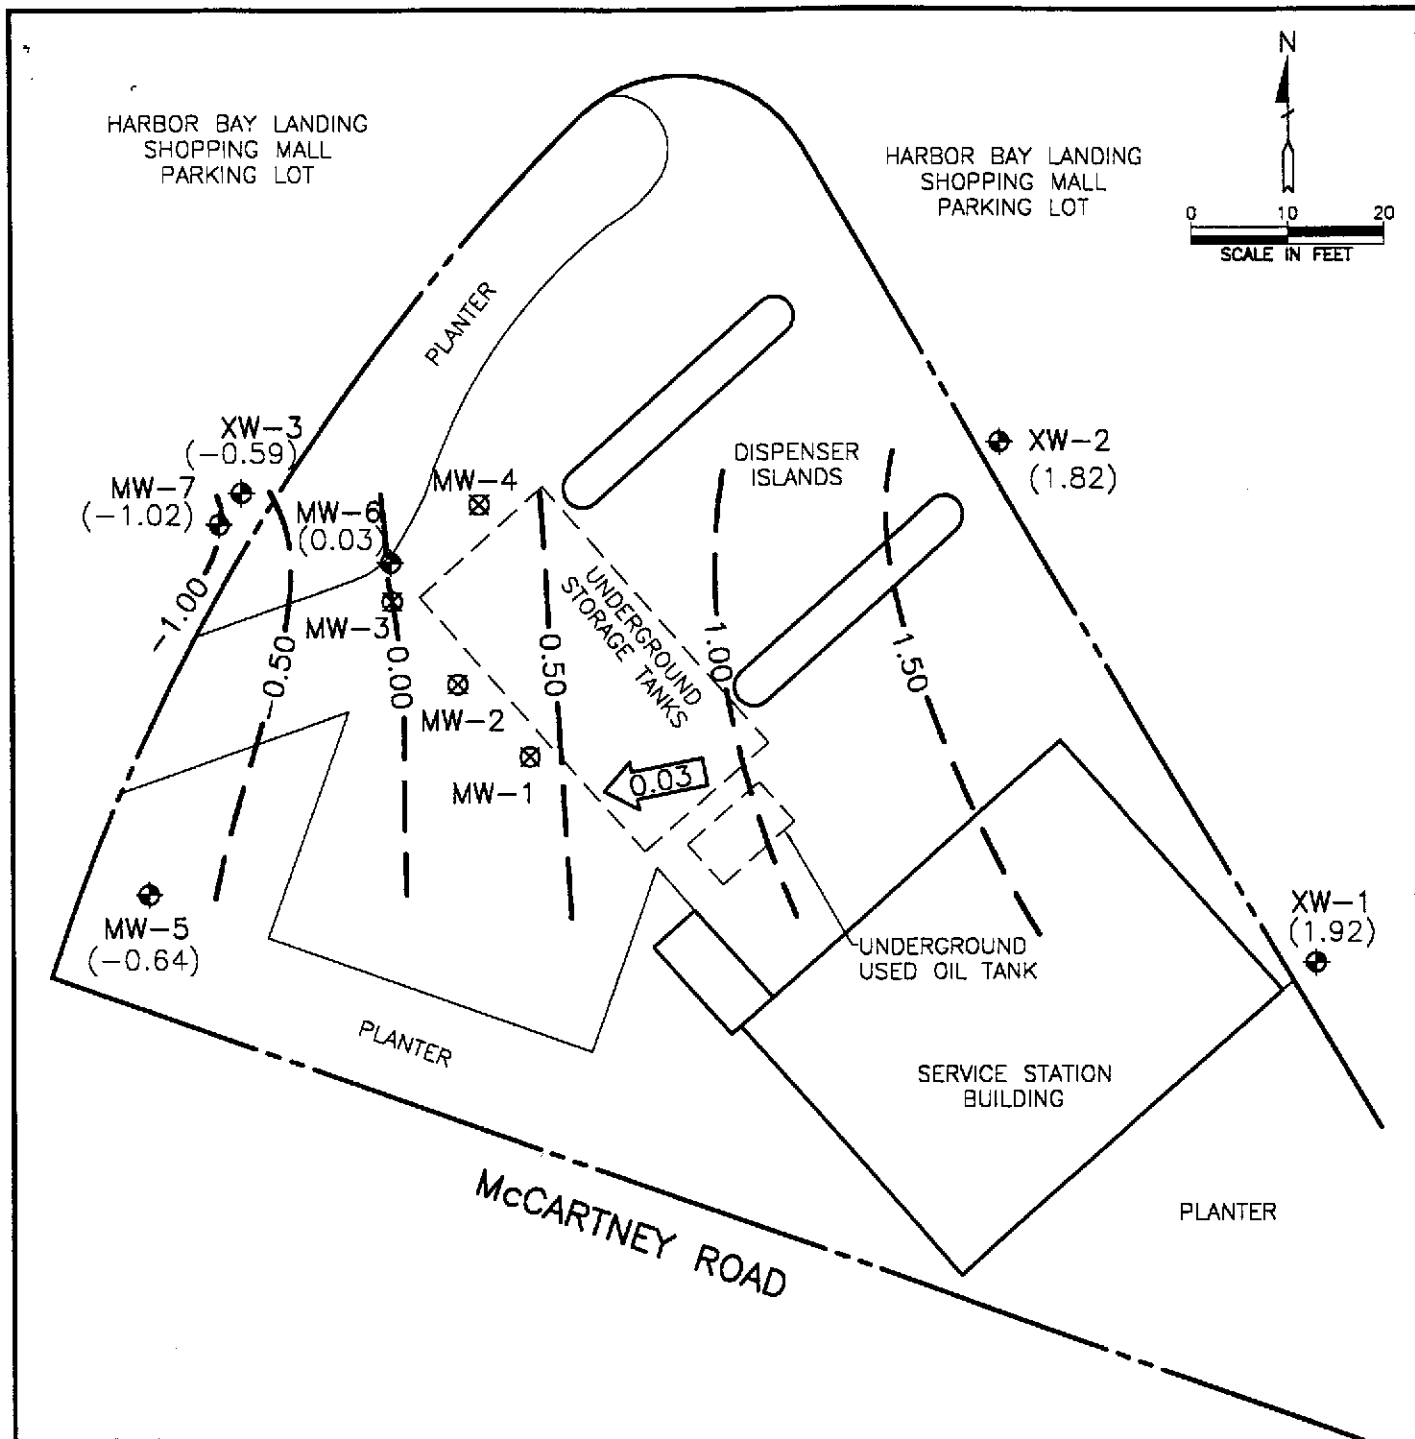 N
HARBOR BAY LANDING
SHOPPING MALL
PARKING LOT
HARBOR BAY LANDING
SHOPPING MALL
PARKING LOT
0 10 20
SCALE IN FEET
PLANTER
XW-3
(-0.59)
MW-7
(-1.02)
MW-6
(0.03)
MW-4
DISPENSER
ISLANDS
XW-2
(1.82)
UNDERGROUND
STORAGE TANKS
-1.00
MW-3
-0.50
0.00
0.50
1.00
1.50
MW-2
MW-1
0.03
MW-5
(-0.64)
UNDERGROUND
USED OIL TANK
XW-1
(1.92)
PLANTER
SERVICE STATION
BUILDING
McCARTNEY ROAD
PLANTER